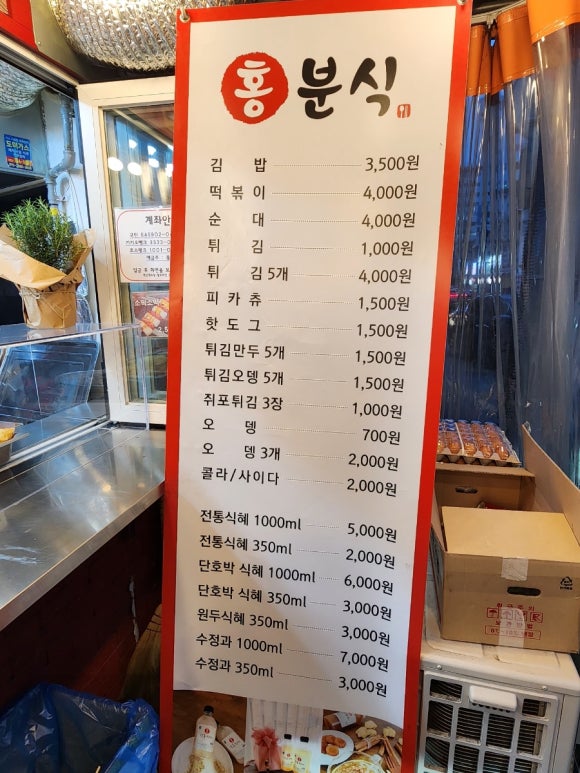 도덕가스
홍 분식
계좌안
김 밥 3,500원
떡 볶 이 4,000원
순 대 4,000원
튀 김 1,000원
튀 김 5개 4,000원
피 카 츄 1,500원
핫 도 그 1,500원
튀김만두 5개 1,500원
튀김오뎅 5개 1,500원
쥐포튀김 3장 1,000원
오 뎅 700원
오 뎅 3개 2,000원
콜라/사이다 2,000원
전통식혜 1000ml 5,000원
전통식혜 350ml 2,000원
단호박 식혜 1000ml 6,000원
단호박 식혜 350ml 3,000원
원두식혜 350ml 3,000원
수정과 1000ml 7,000원
수정과 350ml 3,000원